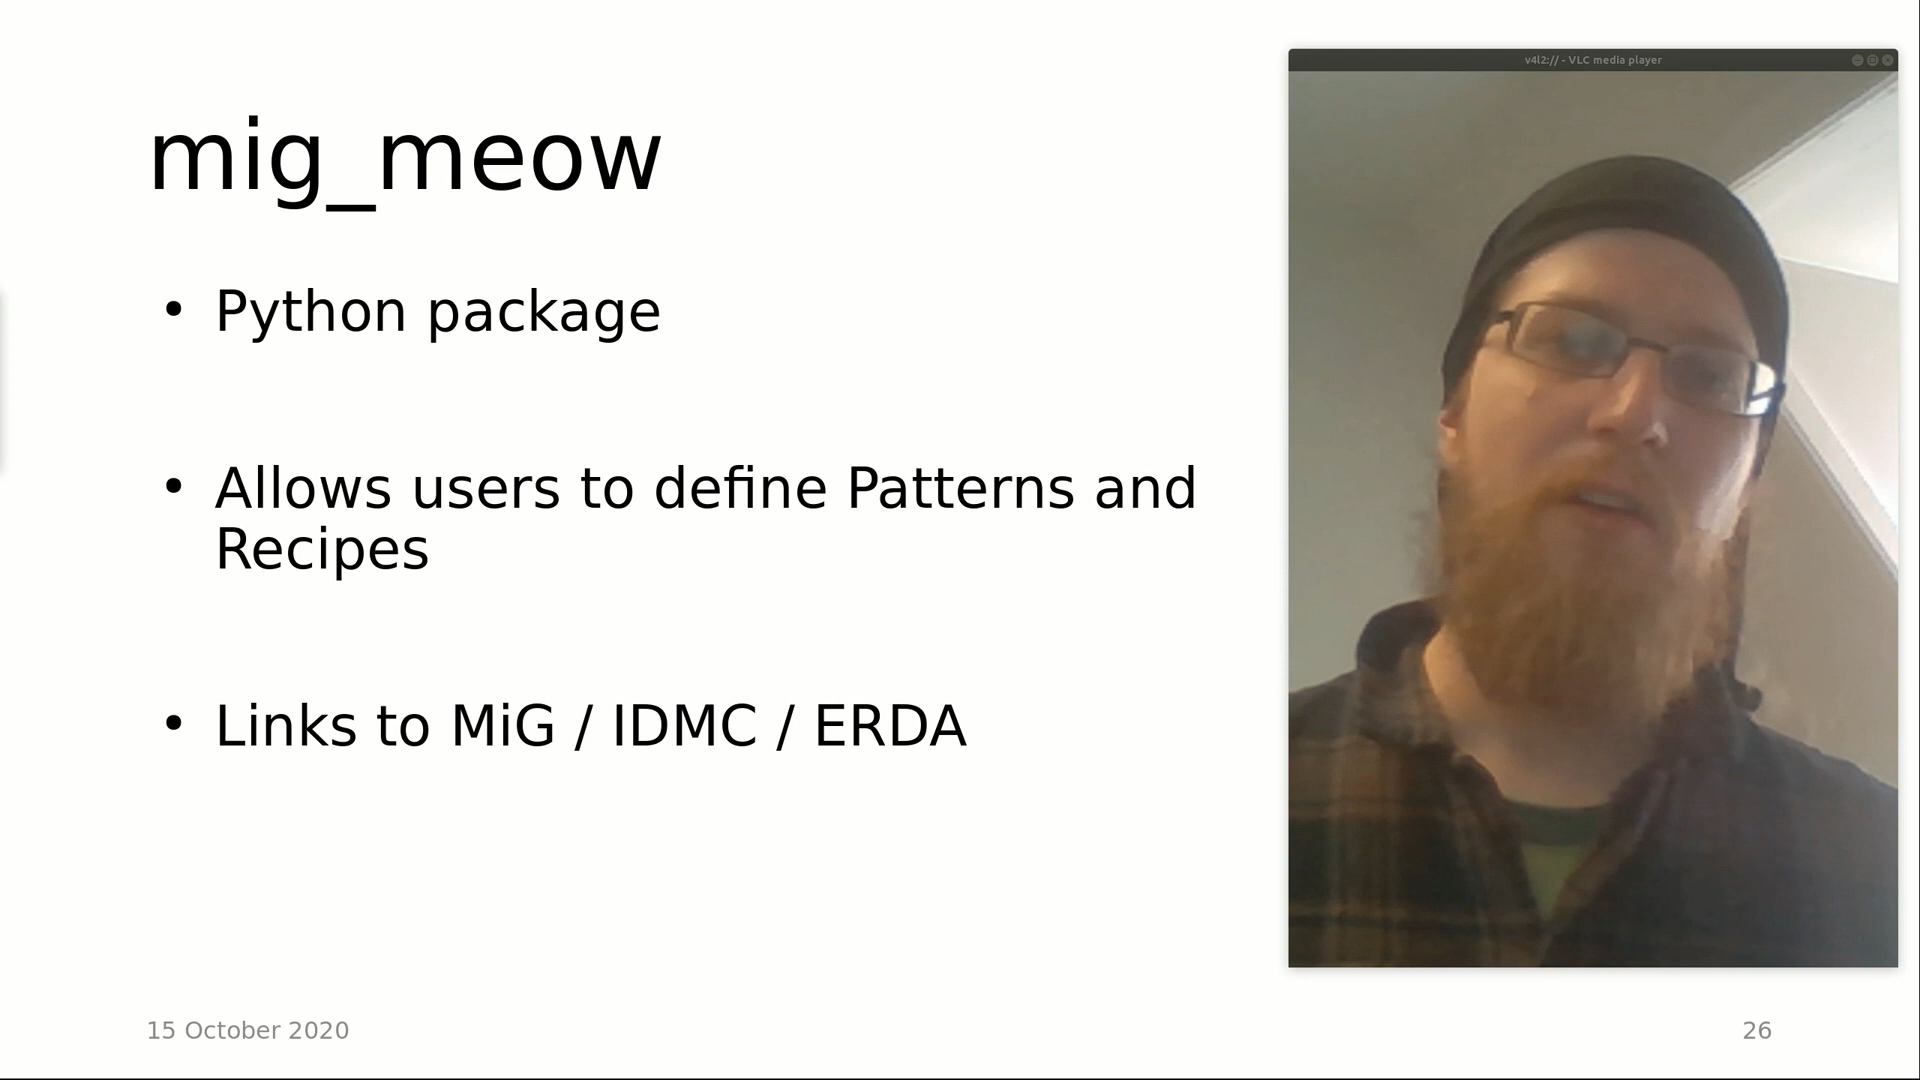 v4l2:// - VLC media player
mig_meow
• Python package
• Allows users to define Patterns and
Recipes
• Links to MiG / IDMC / ERDA
15 October 2020
26